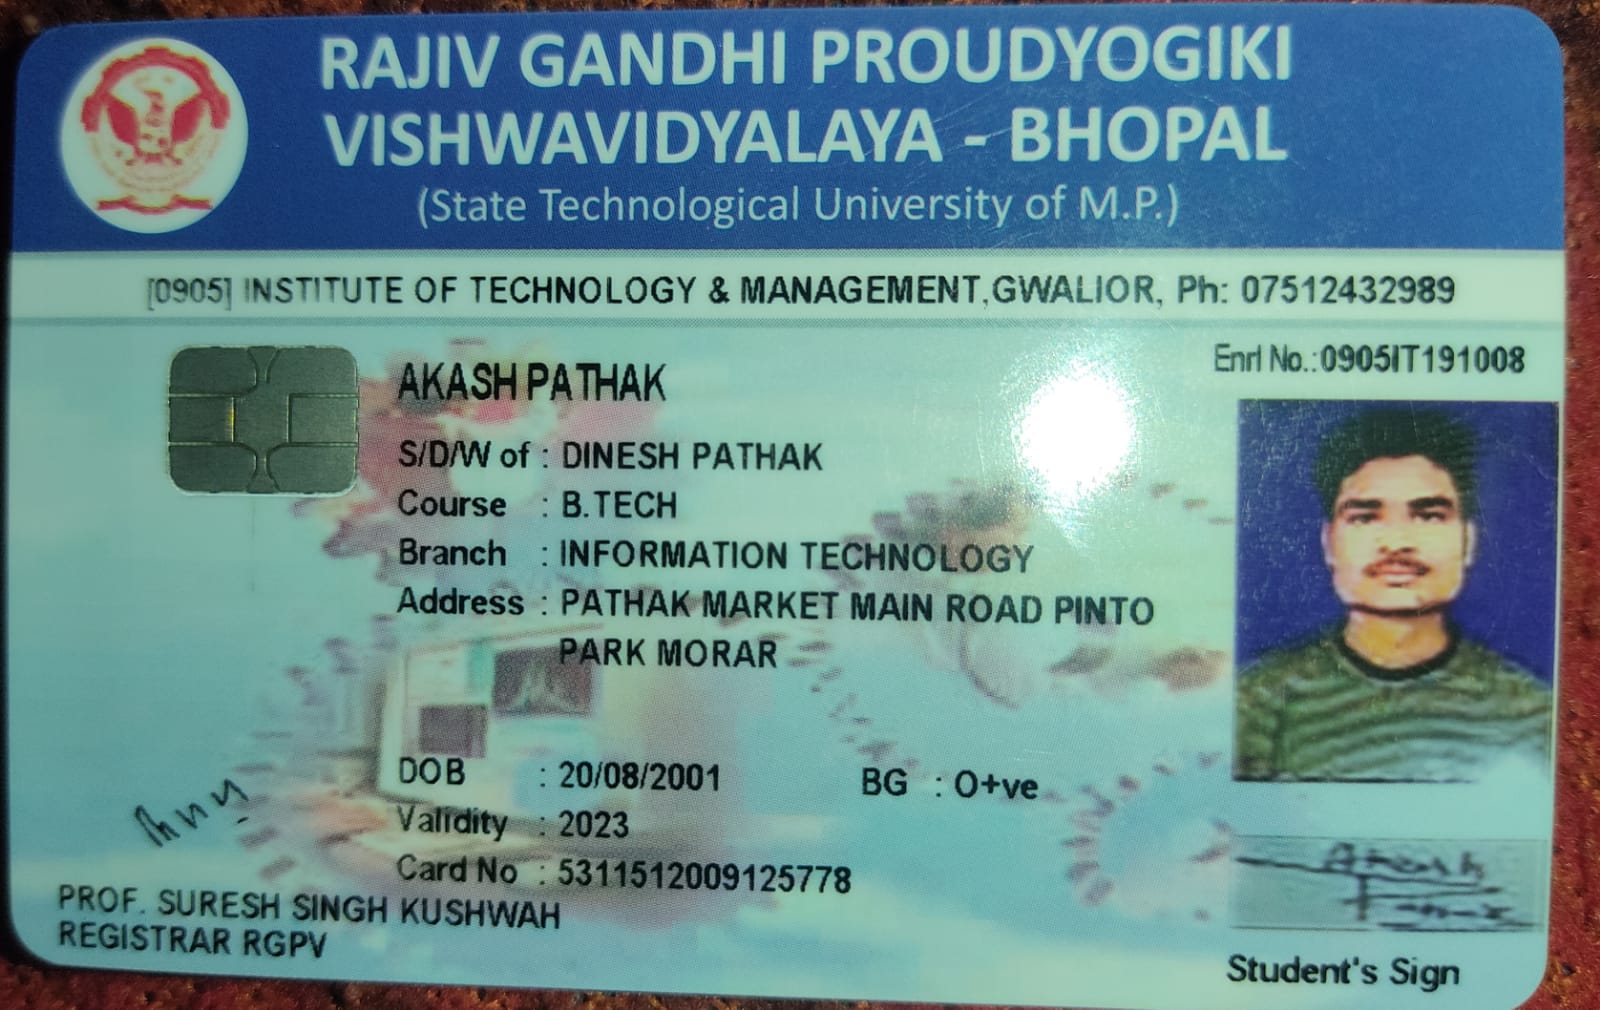 RAJIV GANDHI PROUDYOGIKI
VISHWAVIDYALAYA - BHOPAL
(State Technological University of M.P.)
[0905] INSTITUTE OF TECHNOLOGY & MANAGEMENT,GWALIOR, Ph: 07512432989
Enrl No.:0905IT191008
AKASH PATHAK
S/D/W of : DINESH PATHAK
Course : B.TECH
Branch : INFORMATION TECHNOLOGY
Address : PATHAK MARKET MAIN ROAD PINTO
PARK MORAR
DOB : 20/08/2001 BG : O+ve
Validity : 2023
Card No : 5311512009125778
PROF. SURESH SINGH KUSHWAH
REGISTRAR RGPV
Akash
Student's Sign